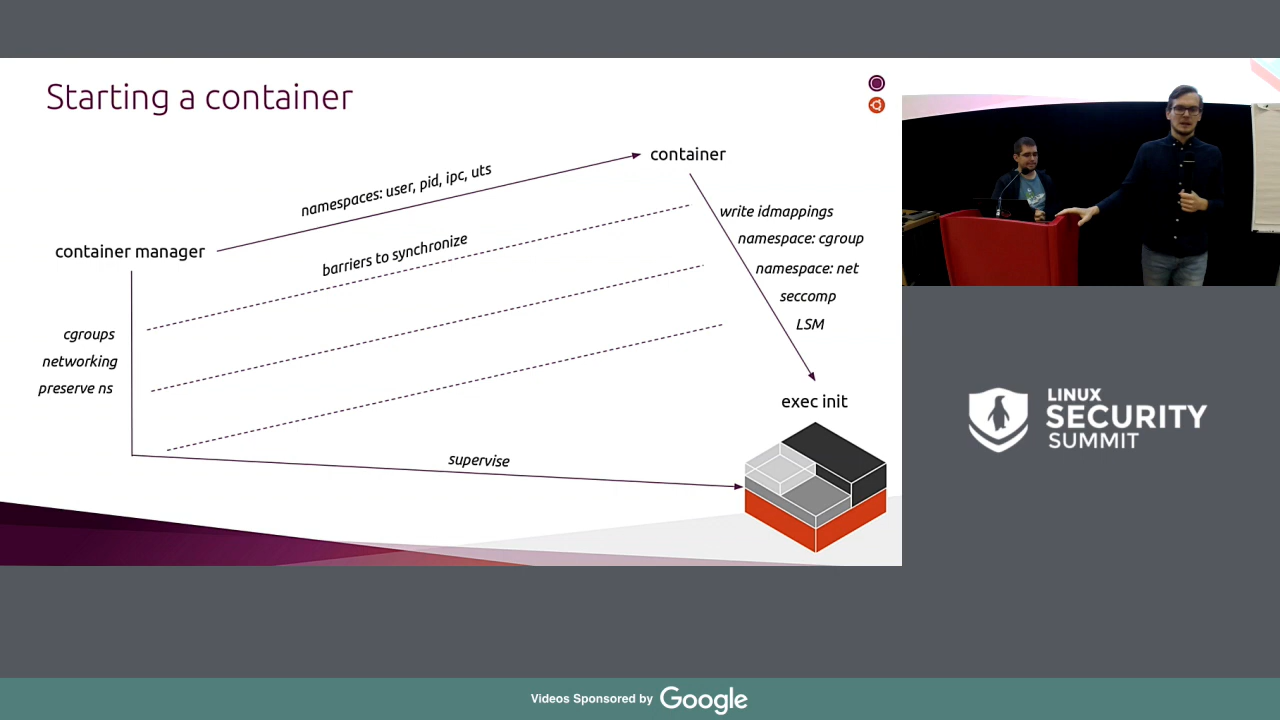 Starting a container
container
namespaces: user, pid, ipc, uts
write idmappings
barriers to synchronize
namespace: cgroup
container manager
namespace: net
seccomp
LSM
cgroups
networking
preserve ns
exec init
supervise
LINUX
SECURITY
SUMMIT
Videos Sponsored by Google